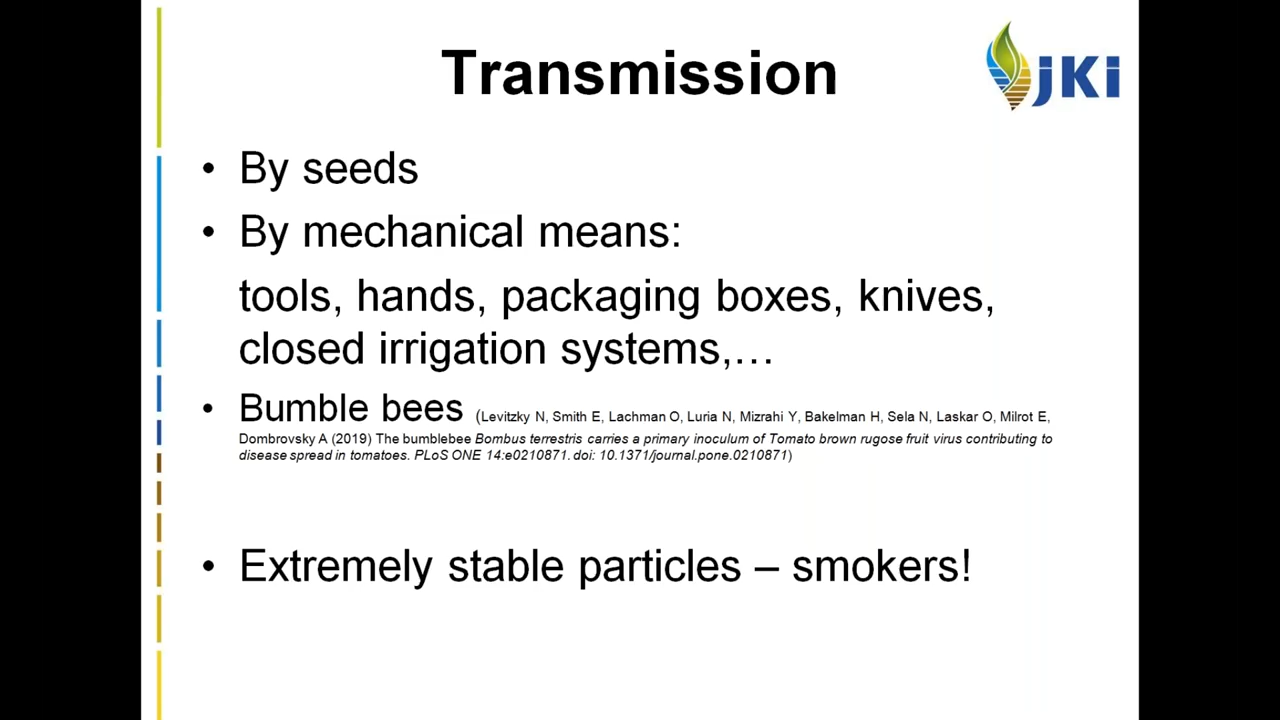 Transmission
JKi
• By seeds
• By mechanical means:
tools, hands, packaging boxes, knives,
closed irrigation systems,…
• Bumble bees (Levitzky N, Smith E, Lachman O, Luria N, Mizrahi Y, Bakelman H, Sela N, Laskar O, Milrot E,
Dombrovsky A (2019) The bumblebee Bombus terrestris carries a primary inoculum of Tomato brown rugose fruit virus contributing to
disease spread in tomatoes. PLoS ONE 14:e0210871. doi: 10.1371/journal.pone.0210871)
• Extremely stable particles – smokers!